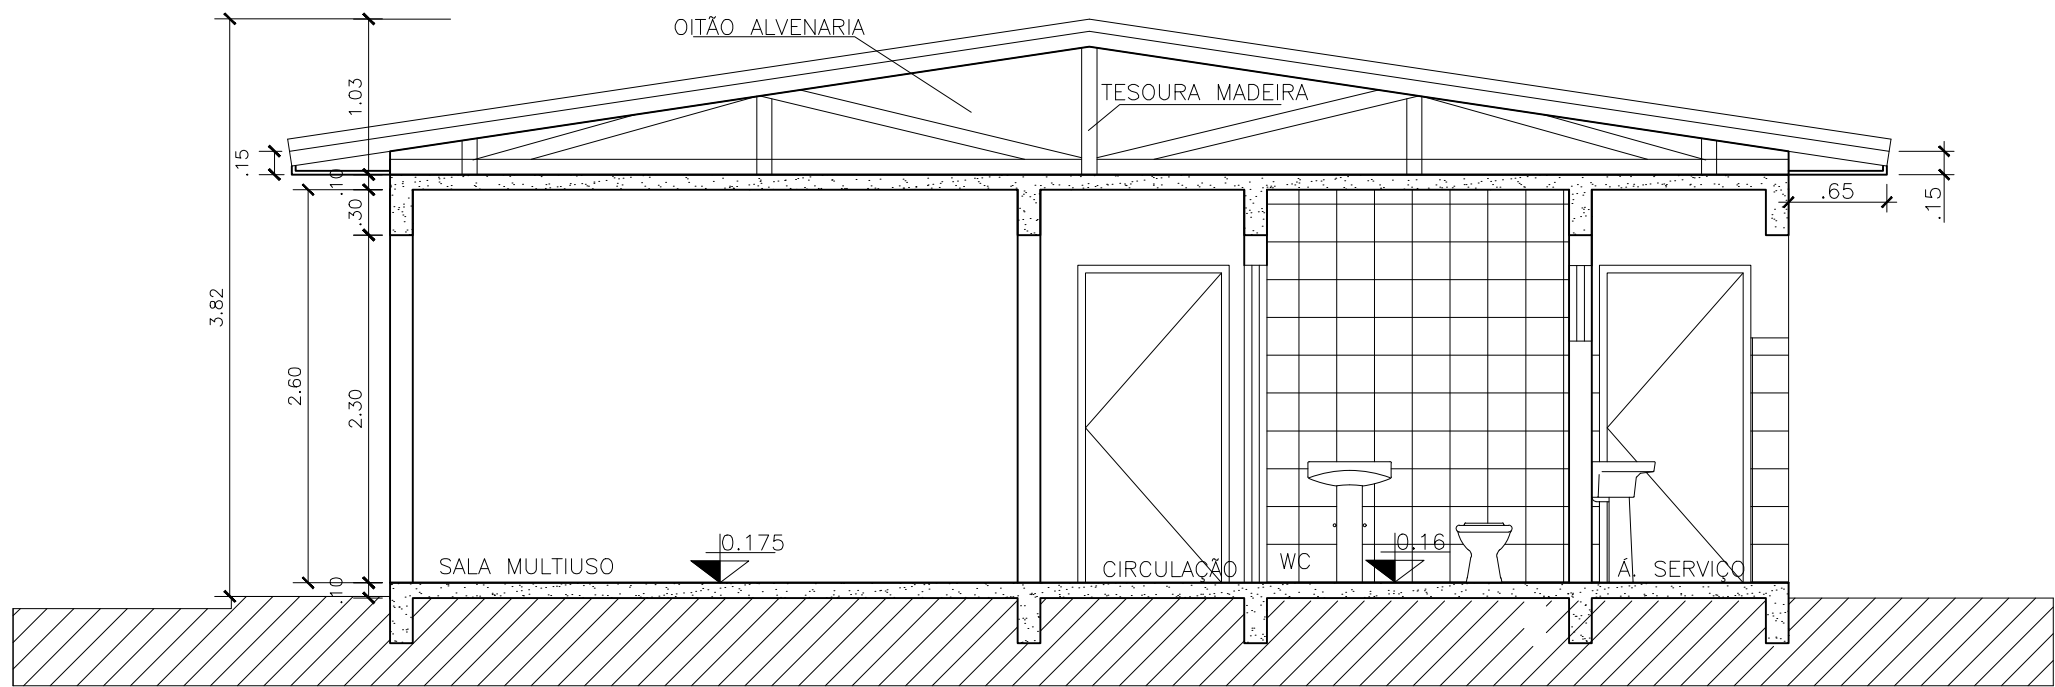 OITÃO ALVENARIA
TESOURA MADEIRA
1.03
.15
.10
.30
.65
.15
3.82
2.60
2.30
0.175
0.16
SALA MULTIUSO
CIRCULAÇÃO
WC
Á. SERVIÇO
.10